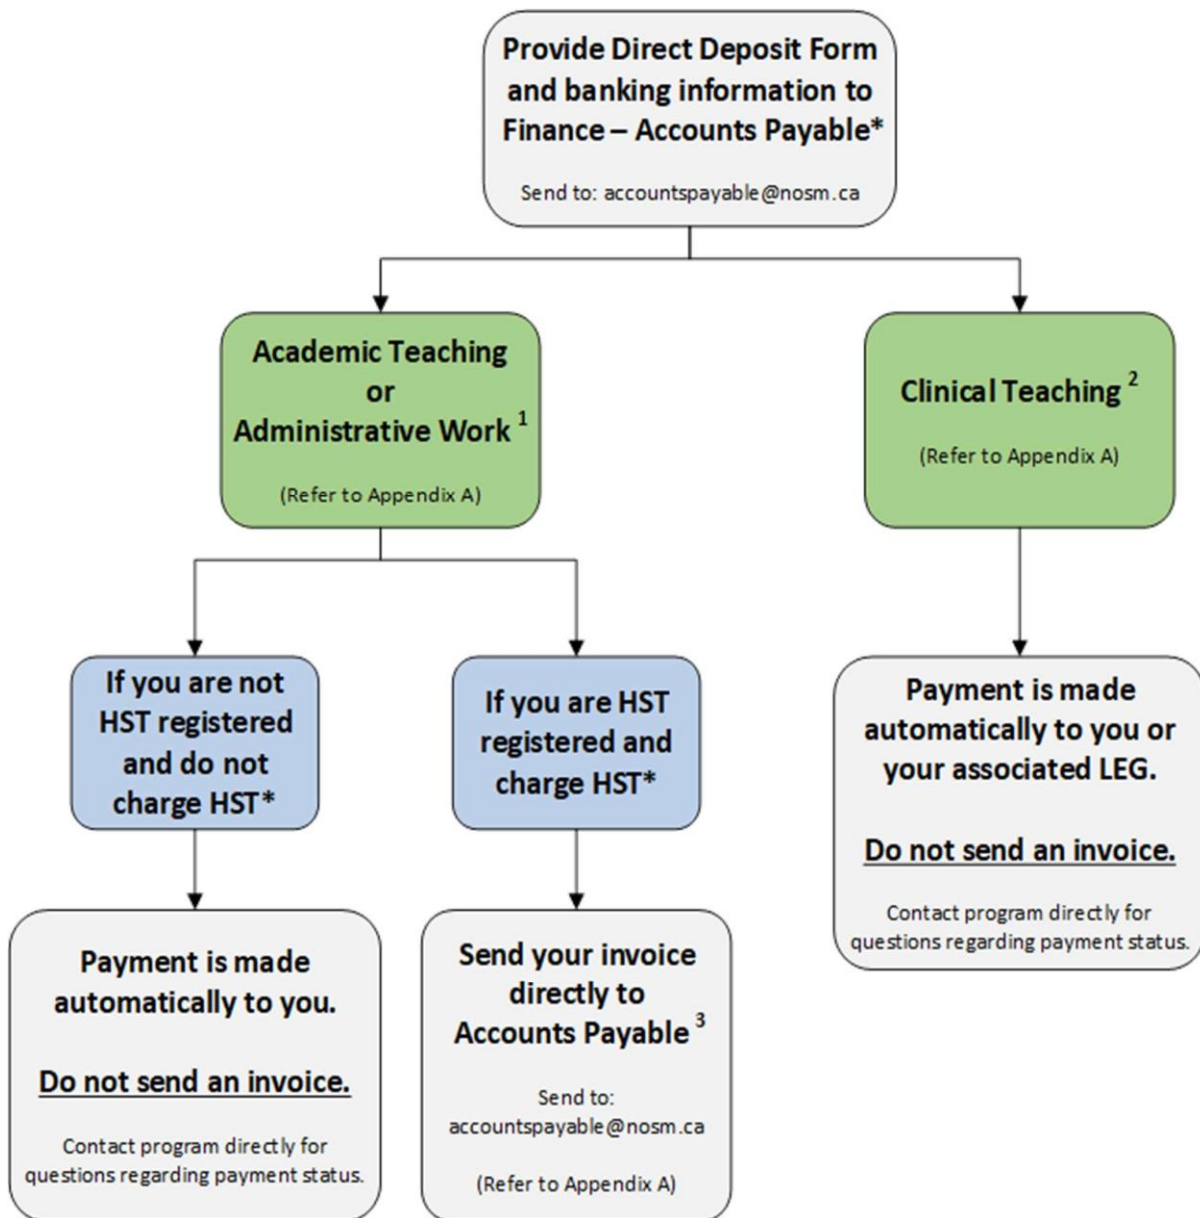 Provide Direct Deposit Form
and banking information to
Finance – Accounts Payable*
Send to: accountspayable@nosm.ca
Academic Teaching
or
Administrative Work 1
(Refer to Appendix A)
Clinical Teaching 2
(Refer to Appendix A)
If you are not
HST registered
and do not
charge HST*
If you are HST
registered and
charge HST*
Payment is made
automatically to you or
your associated LEG.
Do not send an invoice.
Contact program directly for
questions regarding payment status.
Payment is made
automatically to you.
Do not send an invoice.
Contact program directly for
questions regarding payment status.
Send your invoice
directly to
Accounts Payable 3
Send to:
accountspayable@nosm.ca
(Refer to Appendix A)